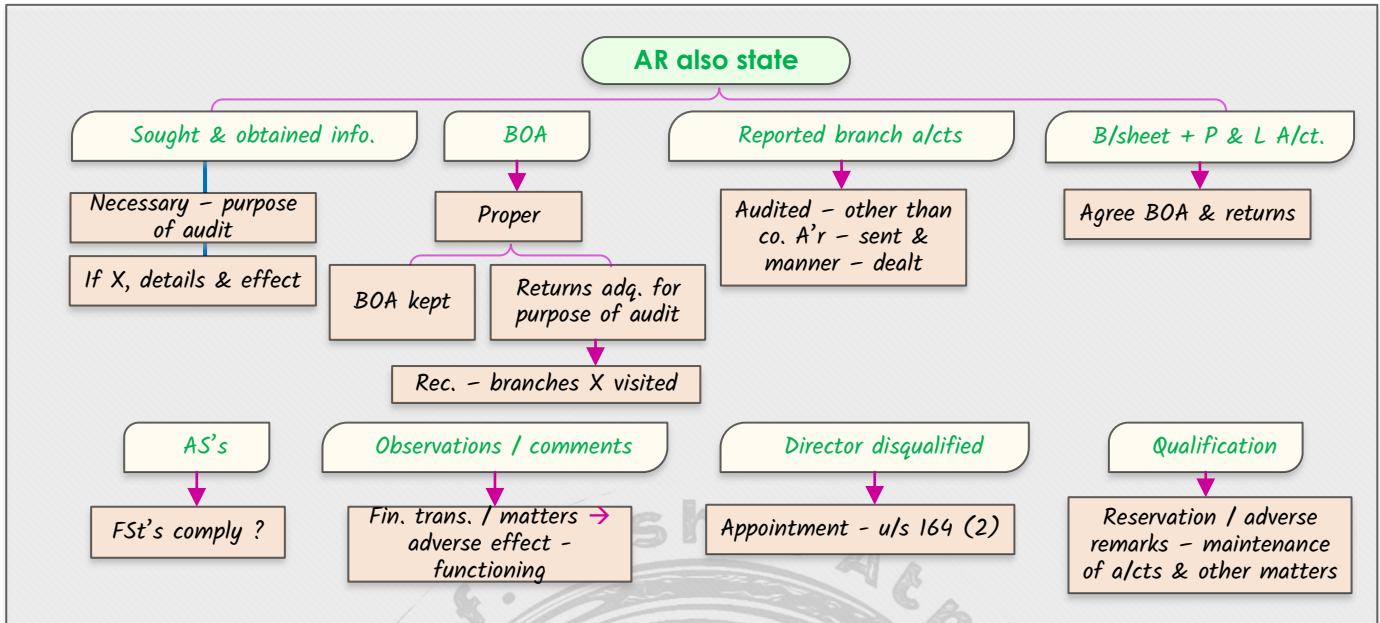 AR also state
Sought & obtained info.
BOA
Reported branch a/cts
B/sheet + P & L A/ct.
Necessary – purpose
of audit
If X, details & effect
Proper
BOA kept
Returns adq. for
purpose of audit
Rec. – branches X visited
Audited – other than
co. A’r – sent &
manner – dealt
Agree BOA & returns
AS’s
Observations / comments
Director disqualified
Qualification
FSt’s comply ?
Fin. trans. / matters →
adverse effect -
functioning
Appointment - u/s 164 (2)
Reservation / adverse
remarks – maintenance
of a/cts & other matters